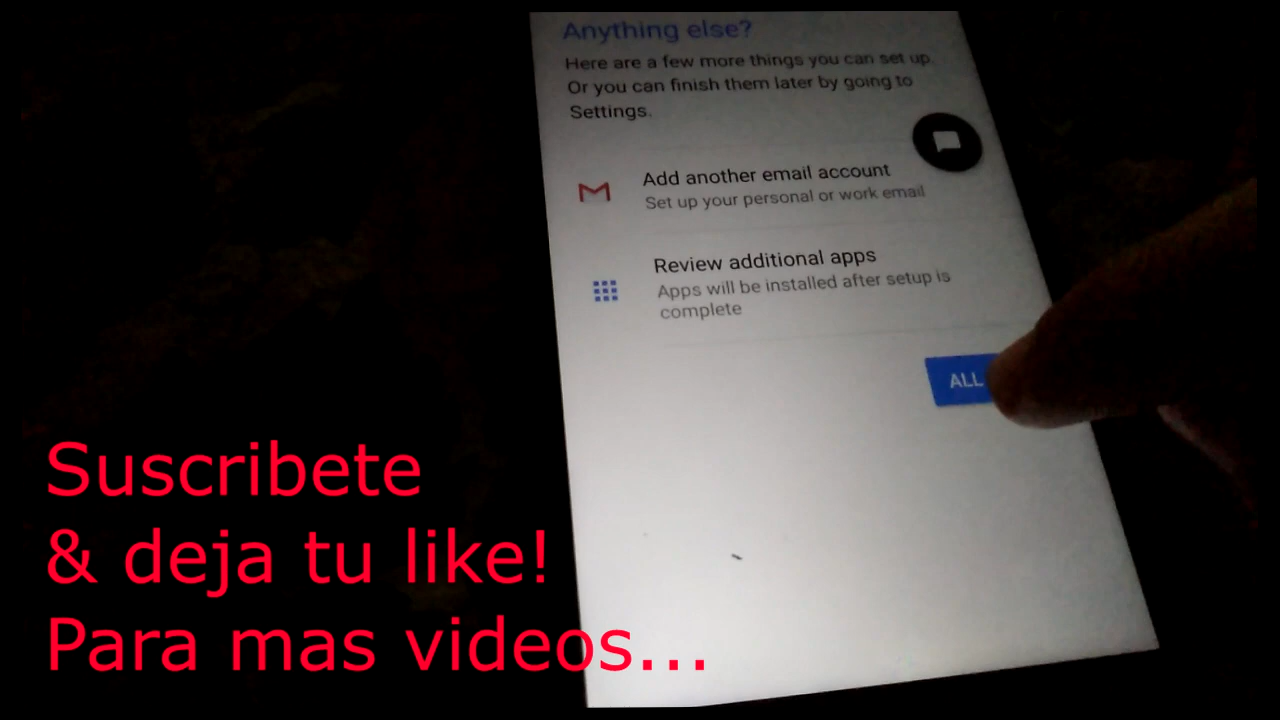 Anything else?
Here are a few more things you can set up.
Or you can finish them later by going to
Settings.
Add another email account
Set up your personal or work email
Review additional apps
Apps will be installed after setup is
complete
ALL
Suscribete
& deja tu like!
Para mas videos...